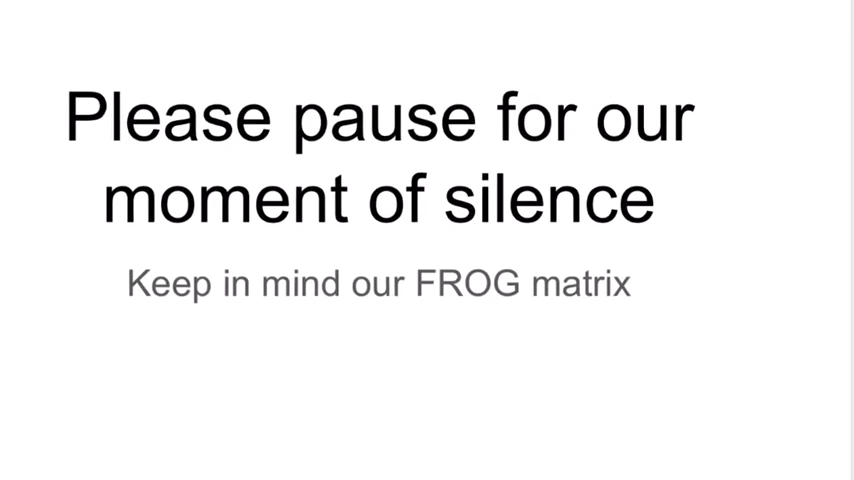 Please pause for our
moment of silence
Keep in mind our FROG matrix